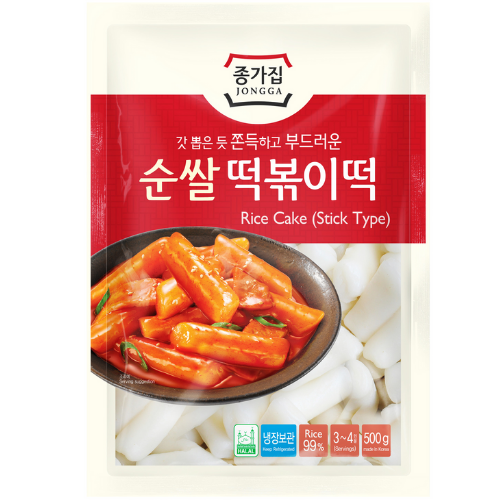 종가집
JONGGA
갓 뽑은 듯 쫀득하고 부드러운
순쌀 떡볶이떡
Rice Cake (Stick Type)
Serving suggestion
HALAL
냉장보관
Keep Refrigerated
Rice
99%
3~4
(Servings)
500g
made in Korea